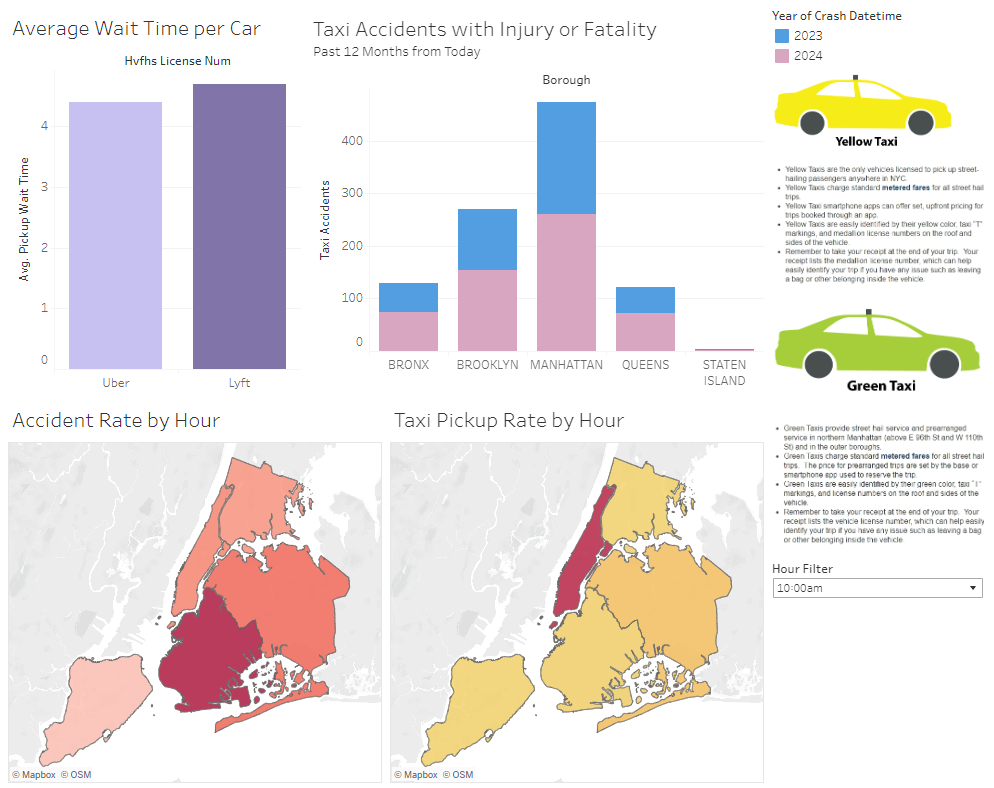 Average Wait Time per Car
Hvfhs License Num
Avg. Pickup Wait Time
4
3
2
1
0
Uber
Lyft
Taxi Accidents with Injury or Fatality
Past 12 Months from Today
Borough
Taxi Accidents
400
300
200
100
0
BRONX
BROOKLYN
MANHATTAN
QUEENS
STATEN
ISLAND
Year of Crash Datetime
2023
2024
Yellow Taxi
• Yellow Taxis are the only vehicles licensed to pick up street-
hailing passengers anywhere in NYC.
• Yellow Taxis charge standard metered fares for all street hail
trips.
• Yellow Taxi smartphone apps can offer set, upfront pricing for
trips booked through an app.
• Yellow Taxis are easily identified by their yellow color, taxi "T"
markings, and medallion license numbers on the roof and
sides of the vehicle.
• Remember to take your receipt at the end of your trip. Your
receipt lists the medallion license number, which can help
easily identify your trip if you have any issue such as leaving
a bag or other belonging inside the vehicle.
Green Taxi
• Green Taxis provide street hail service and prearranged
service in northern Manhattan (above E 96th St and W 110th
St) and in the outer boroughs.
• Green Taxis charge standard metered fares for all street hail
trips. The price for prearranged trips are set by the base or
smartphone app used to reserve the trip.
• Green Taxis are easily identified by their green color, taxi "T"
markings, and license numbers on the roof and sides of the
vehicle.
• Remember to take your receipt at the end of your trip. Your
receipt lists the vehicle license number, which can help easily
identify your trip if you have any issue such as leaving a bag
or other belonging inside the vehicle
Hour Filter
10:00am
Accident Rate by Hour
© Mapbox © OSM
Taxi Pickup Rate by Hour
© Mapbox © OSM